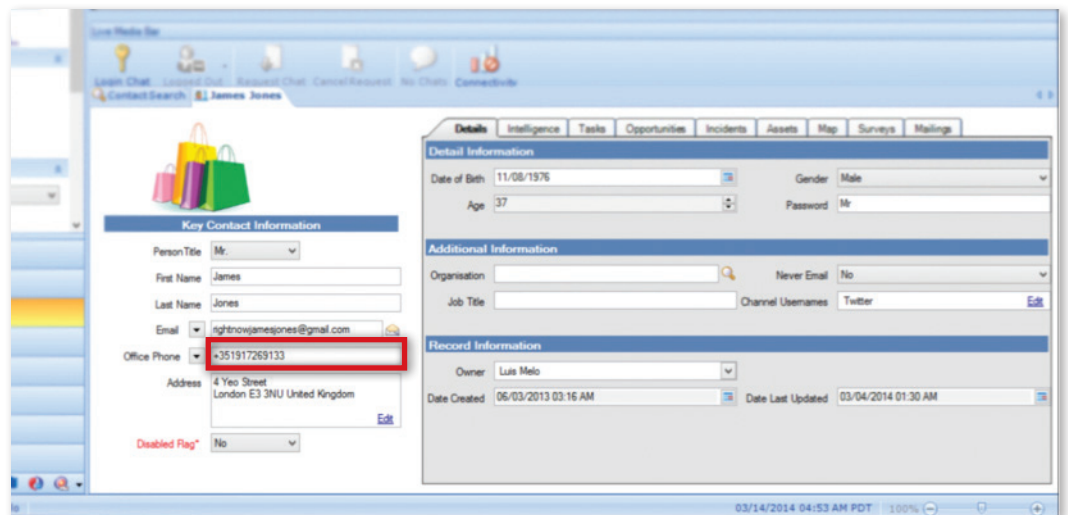 Live Media Bar
Login Chat Logged Out Request Chat Cancel Request No Chats Connectivity
Contact Search James Jones
Details Intelligence Tasks Opportunities Incidents Assets Map Surveys Mailings
Detail Information
Date of Birth 11/08/1976 Gender Male
Age 37 Password Mr
Key Contact Information
Person Title Mr.
First Name James
Last Name Jones
Email rightnowjamesjones@gmail.com
Office Phone +351917269133
Address 4 Yeo Street
London E3 3NU United Kingdom
Edit
Disabled Flag* No
Additional Information
Organisation Never Email No
Job Title Channel Usernames Twitter Edit
Record Information
Owner Luis Melo
Date Created 06/03/2013 03:16 AM Date Last Updated 03/04/2014 01:30 AM
03/14/2014 04:53 AM PDT 100%